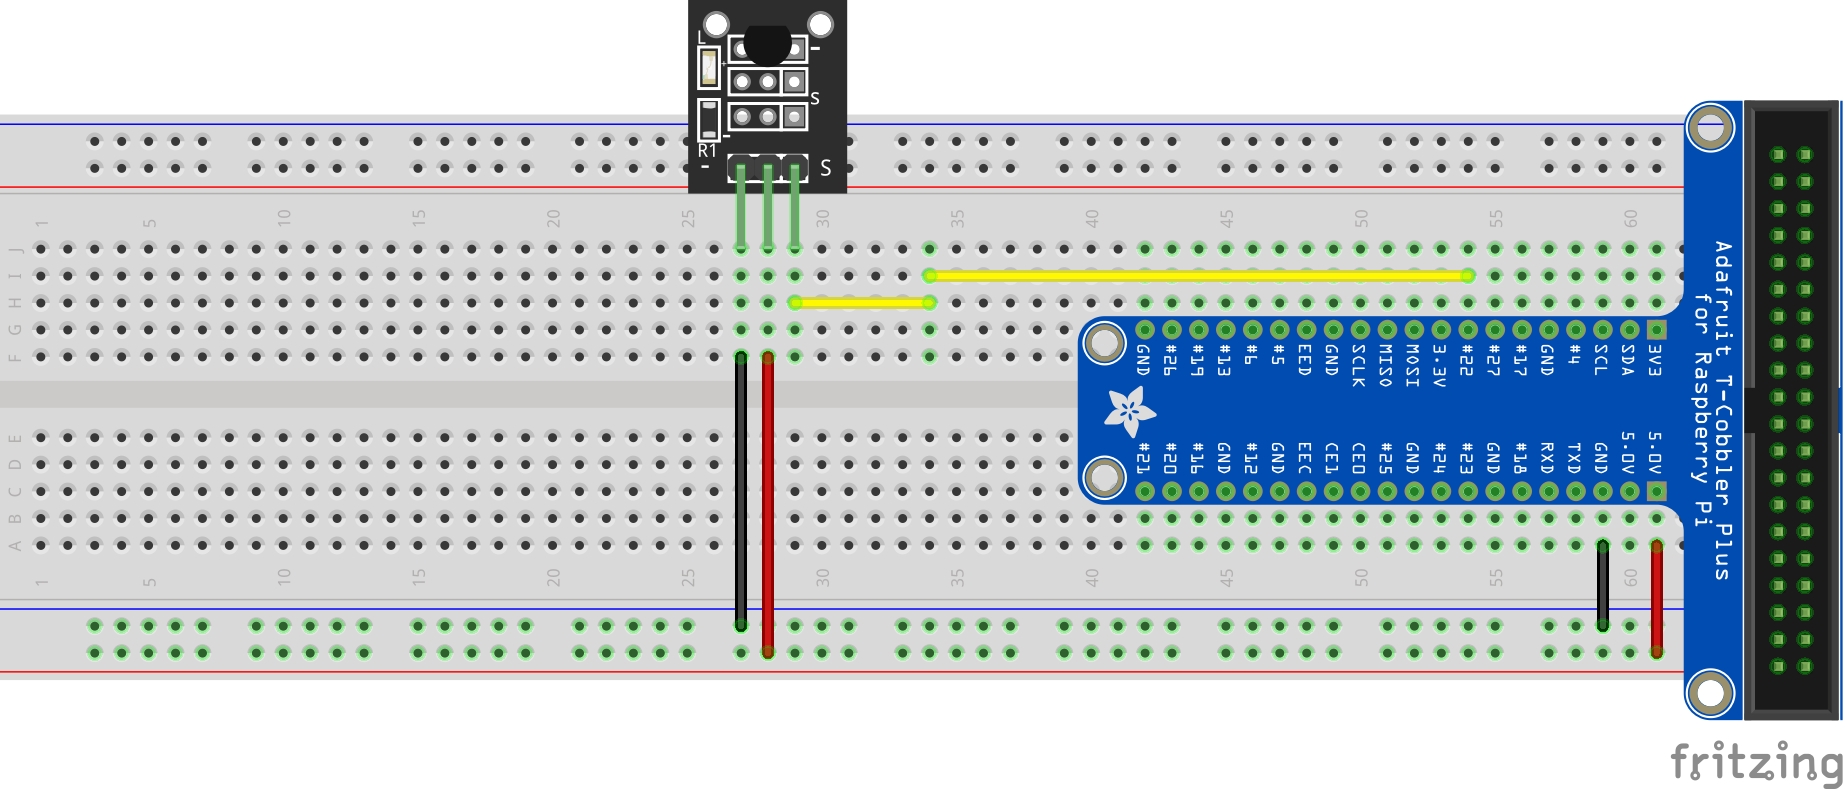 L
+
-
S
-
R1
-
S
1 5 10 15 20 25 30 35 40 45 50 55 60
J
I
H
G
F
E
D
C
B
A
GND #26 #19 #13 #6 #5 EED GND SCLK MISO MOSI 3.3V #22 #27 #17 GND #4 SCL SDA 3V3
#21 #20 #16 GND #12 GND EEC CE1 CE0 #25 GND #24 #23 GND #18 RXD TXD GND 5.0V 5.0V
Adafruit T-Cobbler Plus
for Raspberry Pi
1 5 10 15 20 25 30 35 40 45 50 55 60
fritzing